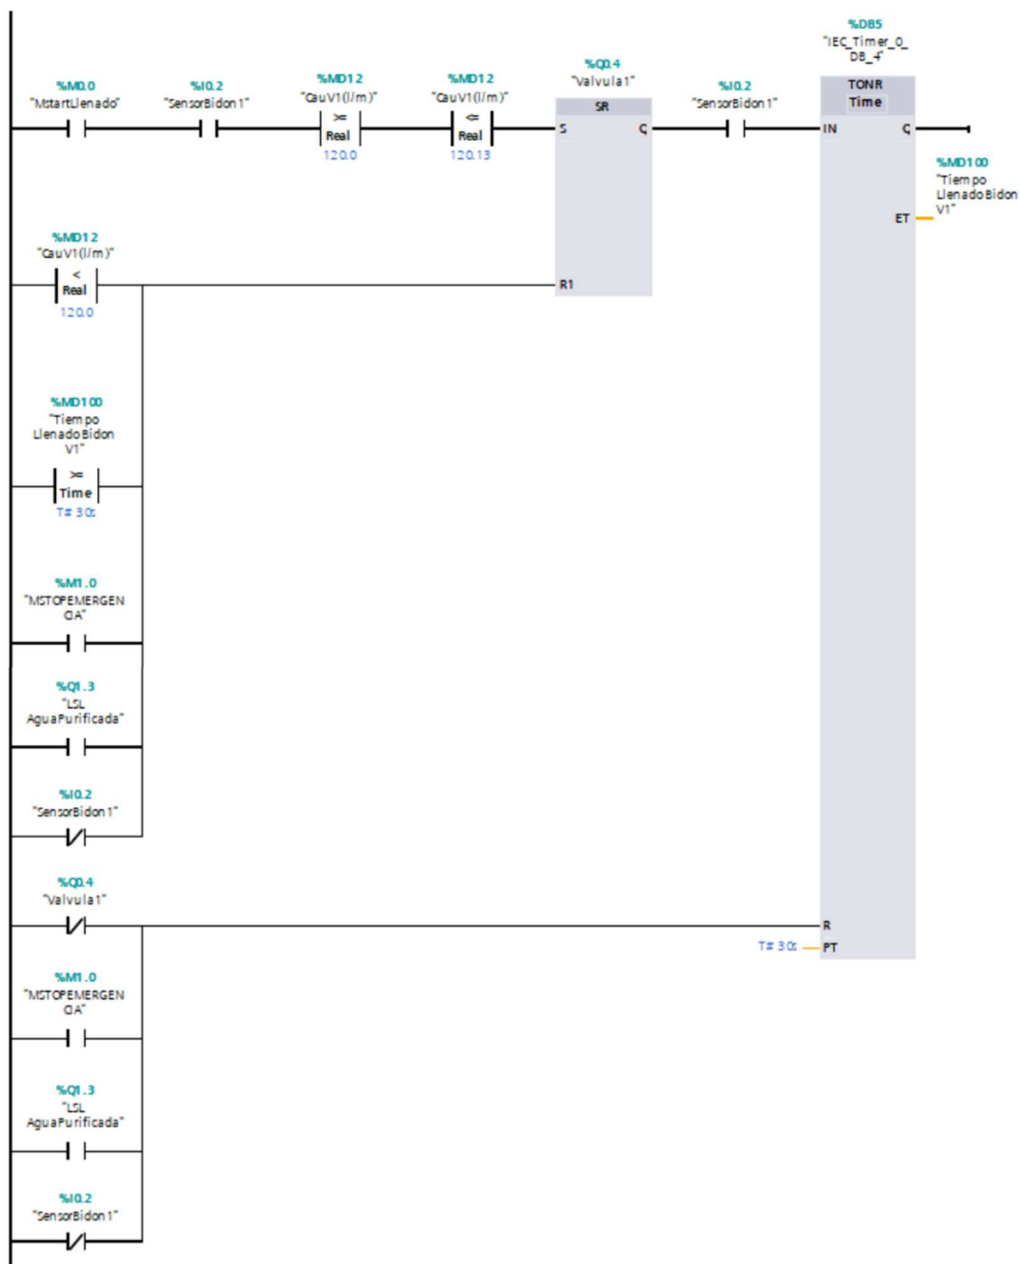 %DB5
"IEC_Timer_0_
DB_4"
TONR
Time
%Q0.4
"Valvula1"
SR
%M0.0
"MstartLlenado"
%I0.2
"SensorBidon1"
%MD12
"CauV1(l/m)"
>=
Real
120.0
%MD12
"CauV1(l/m)"
<=
Real
120.13
S
Q
%I0.2
"SensorBidon1"
IN
Q
%MD100
"Tiempo
LlenadoBidon
V1"
ET
%MD12
"CauV1(l/m)"
<
Real
120.0
R1
%MD100
"Tiempo
LlenadoBidon
V1"
>=
Time
T#30s
%M1.0
"MSTOPEMERGEN
CIA"
%Q1.3
"LSL
AguaPurificada"
%I0.2
"SensorBidon1"
%Q0.4
"Valvula1"
R
T#30s
PT
%M1.0
"MSTOPEMERGEN
CIA"
%Q1.3
"LSL
AguaPurificada"
%I0.2
"SensorBidon1"